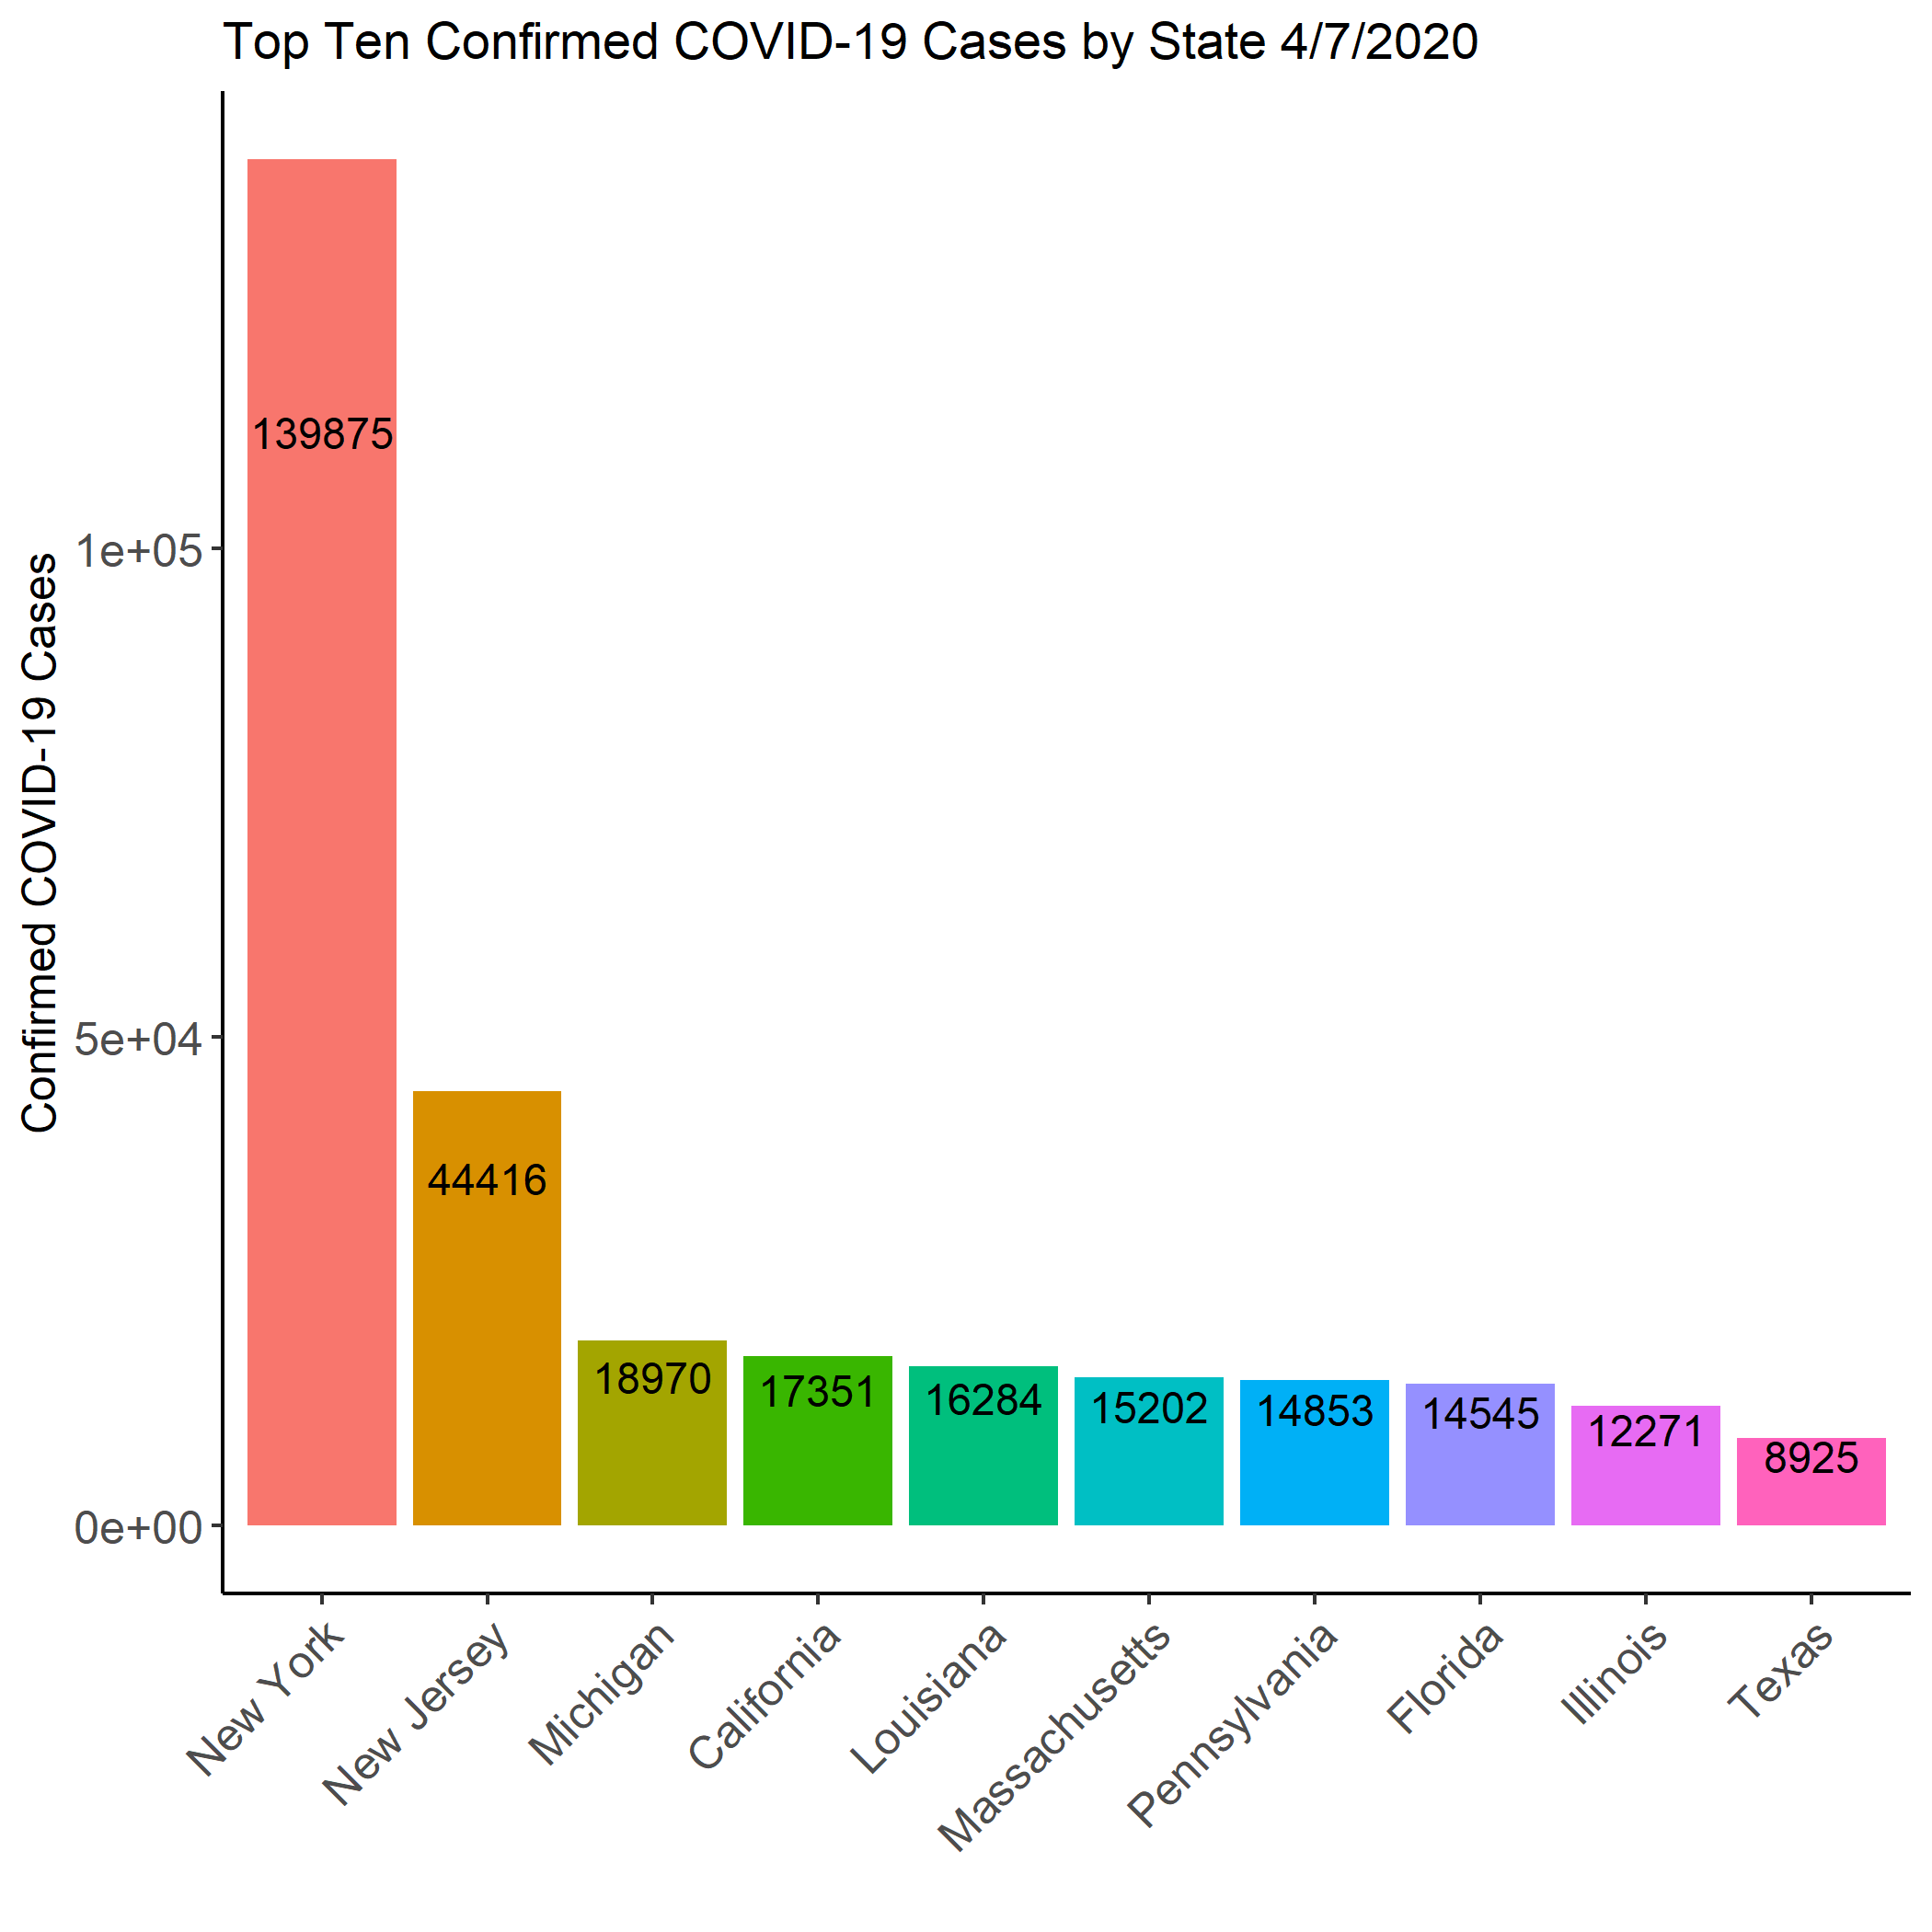 Top Ten Confirmed COVID-19 Cases by State 4/7/2020
Confirmed COVID-19 Cases
1e+05
5e+04
0e+00
139875
44416
18970
17351
16284
15202
14853
14545
12271
8925
New York
New Jersey
Michigan
California
Louisiana
Massachusetts
Pennsylvania
Florida
Illinois
Texas